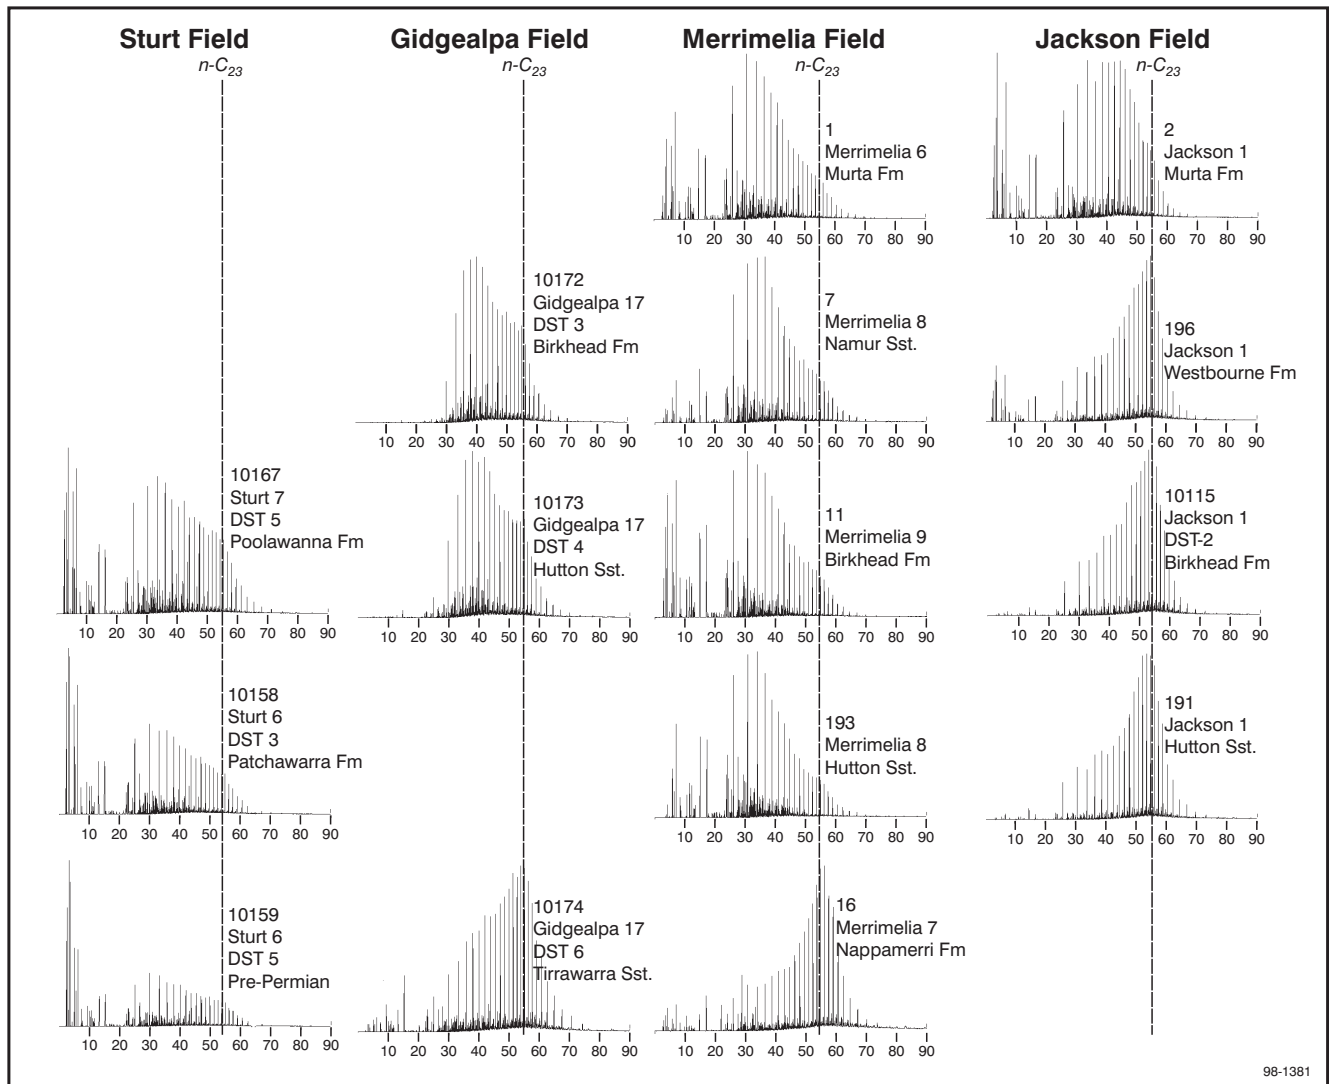 Sturt Field
Gidgealpa Field
Merrimelia Field
Jackson Field
n-C23
n-C23
n-C23
n-C23
1
Merrimelia 6
Murta Fm
10 20 30 40 50 60 70 80 90
2
Jackson 1
Murta Fm
10 20 30 40 50 60 70 80 90
10172
Gidgealpa 17
DST 3
Birkhead Fm
10 20 30 40 50 60 70 80 90
7
Merrimelia 8
Namur Sst.
10 20 30 40 50 60 70 80 90
196
Jackson 1
Westbourne Fm
10 20 30 40 50 60 70 80 90
10167
Sturt 7
DST 5
Poolawanna Fm
10 20 30 40 50 60 70 80 90
10173
Gidgealpa 17
DST 4
Hutton Sst.
10 20 30 40 50 60 70 80 90
11
Merrimelia 9
Birkhead Fm
10 20 30 40 50 60 70 80 90
10115
Jackson 1
DST-2
Birkhead Fm
10 20 30 40 50 60 70 80 90
10158
Sturt 6
DST 3
Patchawarra Fm
10 20 30 40 50 60 70 80 90
193
Merrimelia 8
Hutton Sst.
10 20 30 40 50 60 70 80 90
191
Jackson 1
Hutton Sst.
10 20 30 40 50 60 70 80 90
10159
Sturt 6
DST 5
Pre-Permian
10 20 30 40 50 60 70 80 90
10174
Gidgealpa 17
DST 6
Tirrawarra Sst.
10 20 30 40 50 60 70 80 90
16
Merrimelia 7
Nappamerri Fm
10 20 30 40 50 60 70 80 90
98-1381